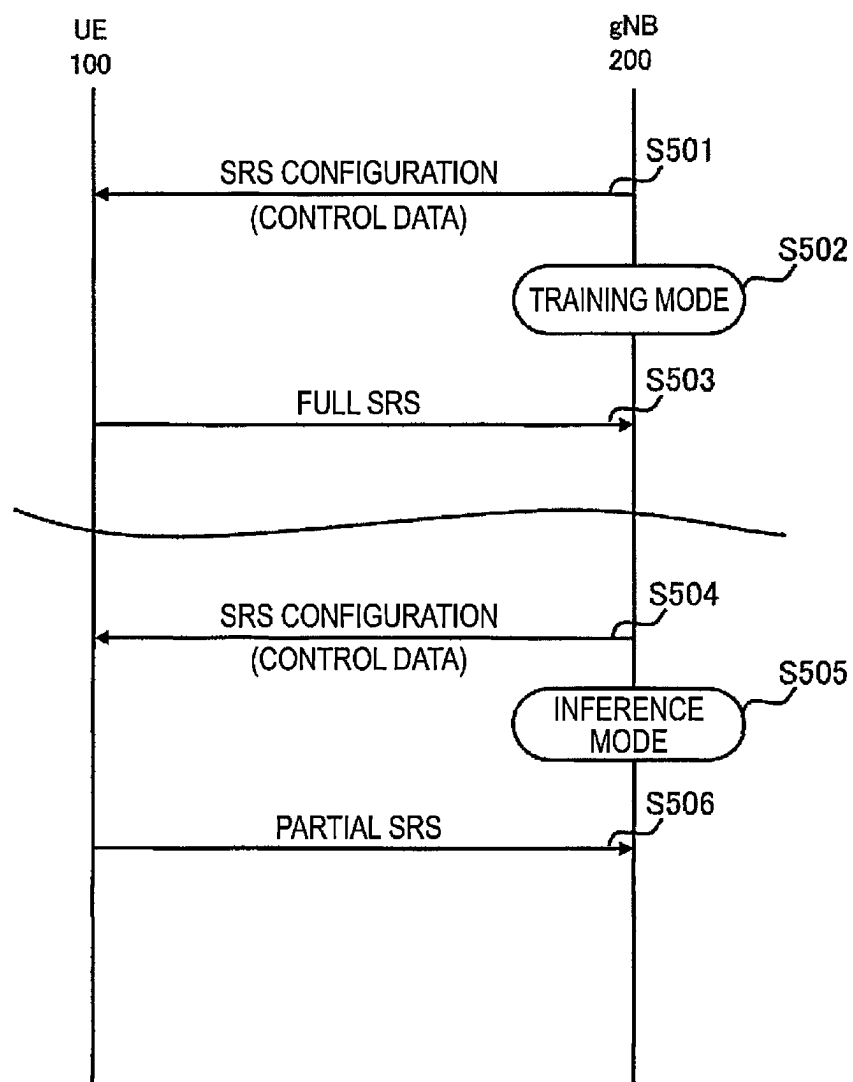 UE
100
gNB
200
S501
SRS CONFIGURATION
(CONTROL DATA)
S502
TRAINING MODE
S503
FULL SRS
S504
SRS CONFIGURATION
(CONTROL DATA)
S505
INFERENCE
MODE
S506
PARTIAL SRS